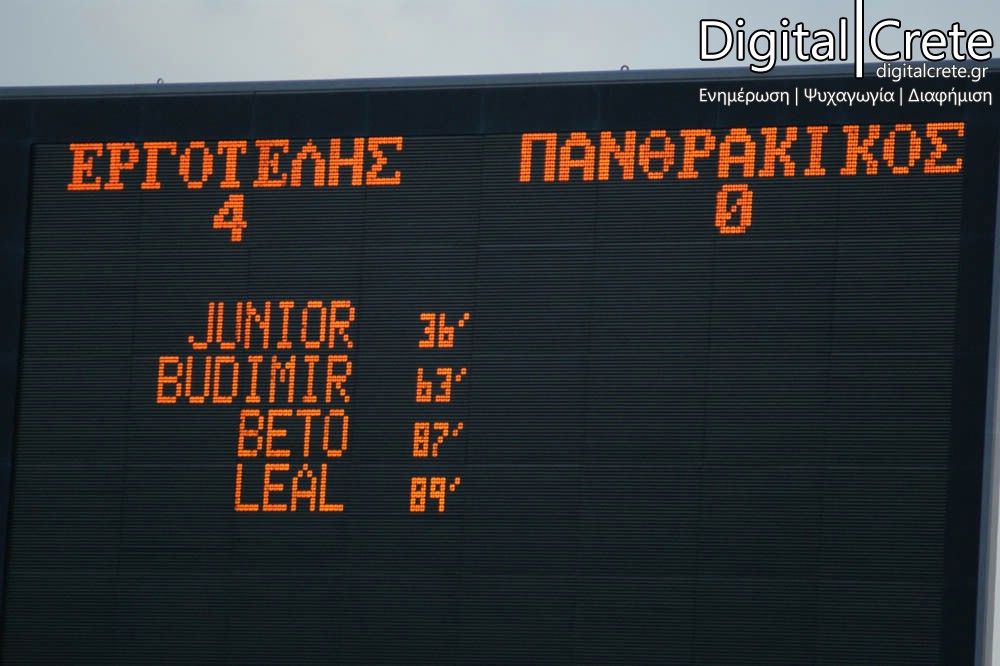 Digital Crete
digitalcrete.gr
Ενημέρωση | Ψυχαγωγία | Διαφήμιση
ΕΡΓΟΤΕΛΗΣ ΠΑΝΘΡΑΚΙΚΟΣ
4 0
JUNIOR 36'
BUDIMIR 63'
BETO 87'
LEAL 89'